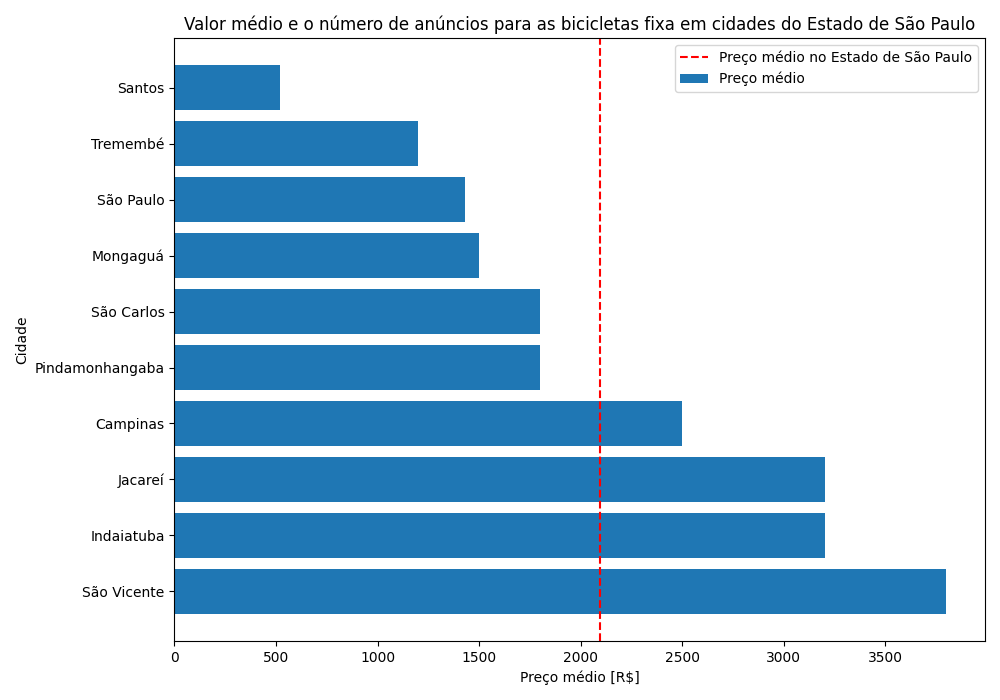 Valor médio e o número de anúncios para as bicicletas fixa em cidades do Estado de São Paulo
Preço médio no Estado de São Paulo
Preço médio
Cidade
Santos
Tremembé
São Paulo
Mongaguá
São Carlos
Pindamonhangaba
Campinas
Jacareí
Indaiatuba
São Vicente
0 500 1000 1500 2000 2500 3000 3500
Preço médio [R$]